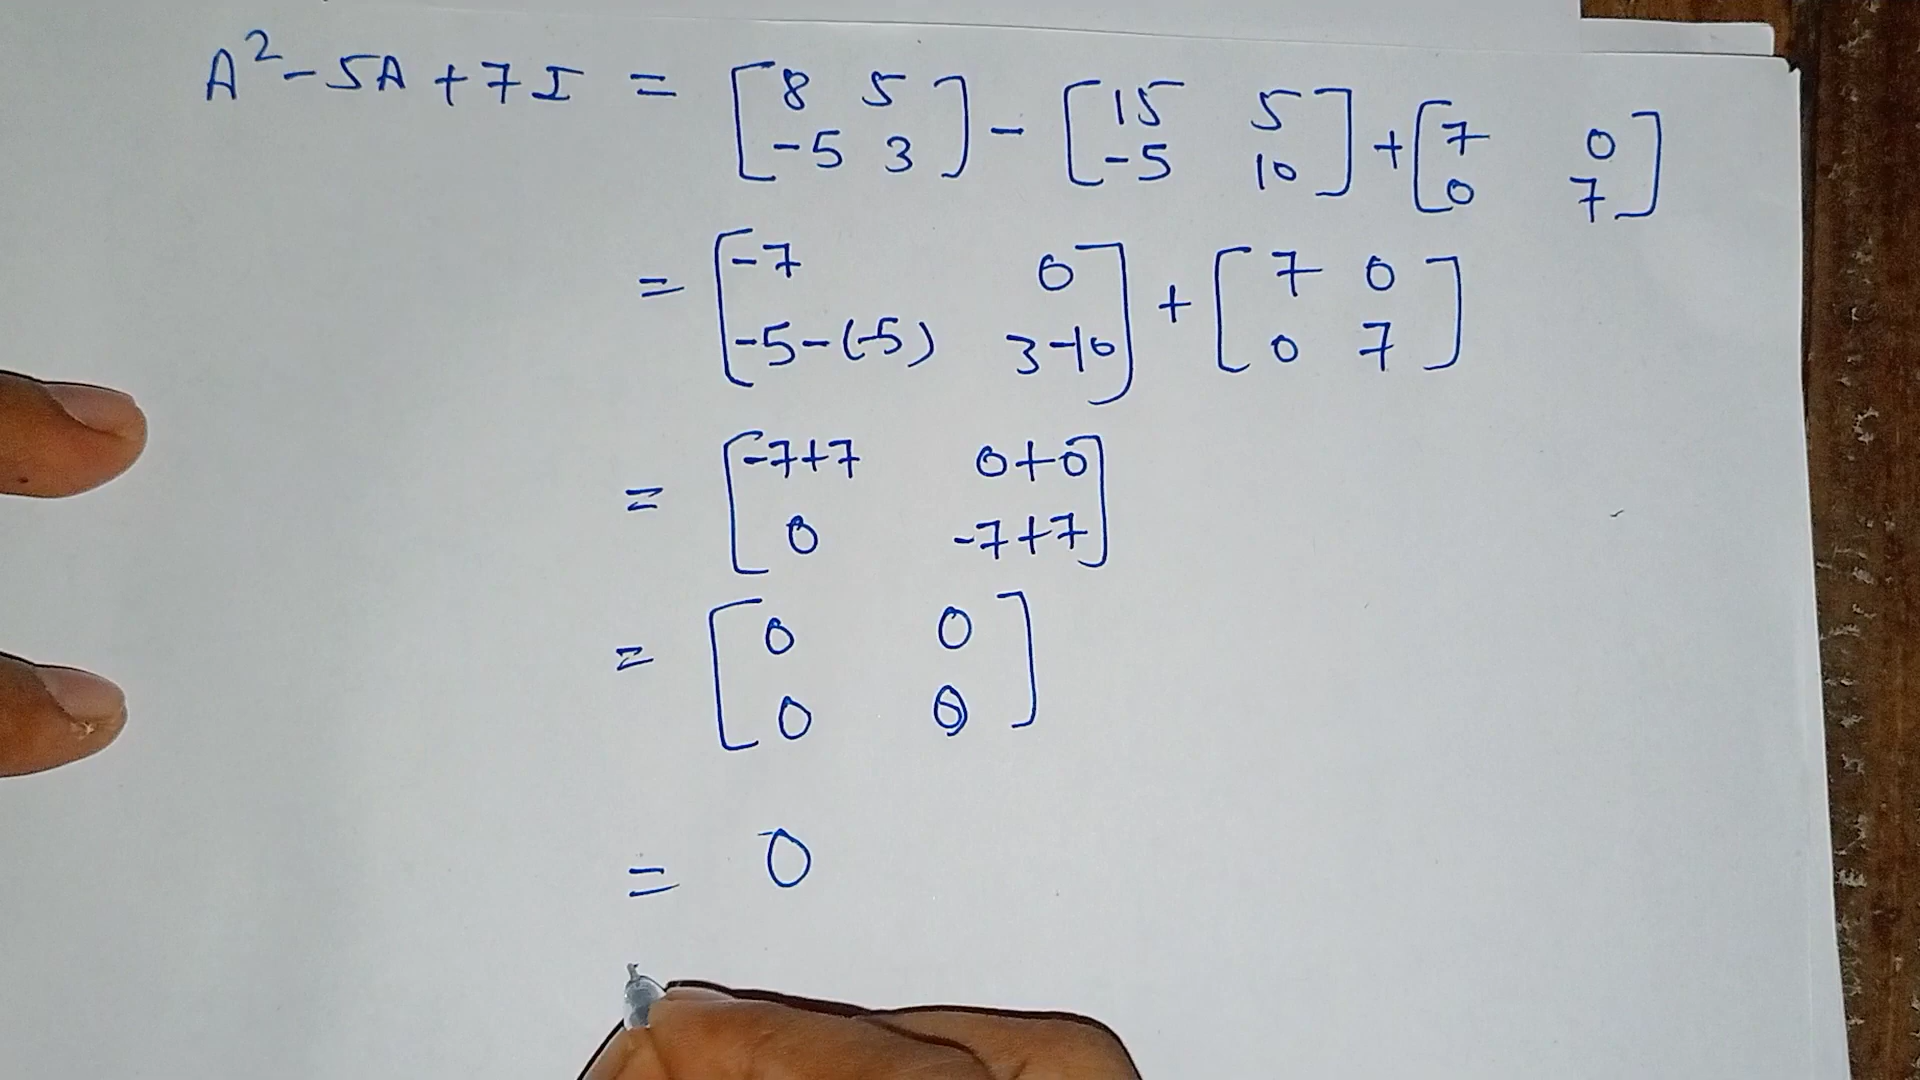 A² - 5A + 7I = [8 5] - [15 5] + [7 0]
[-5 3] [-5 10] [0 7]
= [-7 0] + [7 0]
[-5-(-5) 3-10] [0 7]
= [-7+7 0+0]
[0 -7+7]
= [0 0]
[0 0]
= 0